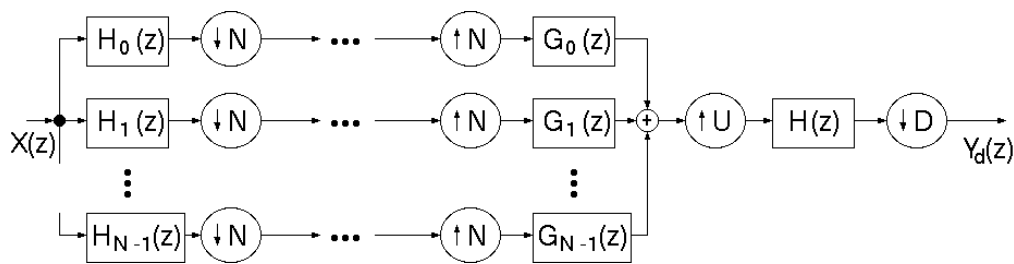 H₀(z) ↓N ••• ↑N G₀(z)
X(z) H₁(z) ↓N ••• ↑N G₁(z) + ↑U H(z) ↓D Y_d(z)
H_{N-1}(z) ↓N ••• ↑N G_{N-1}(z)